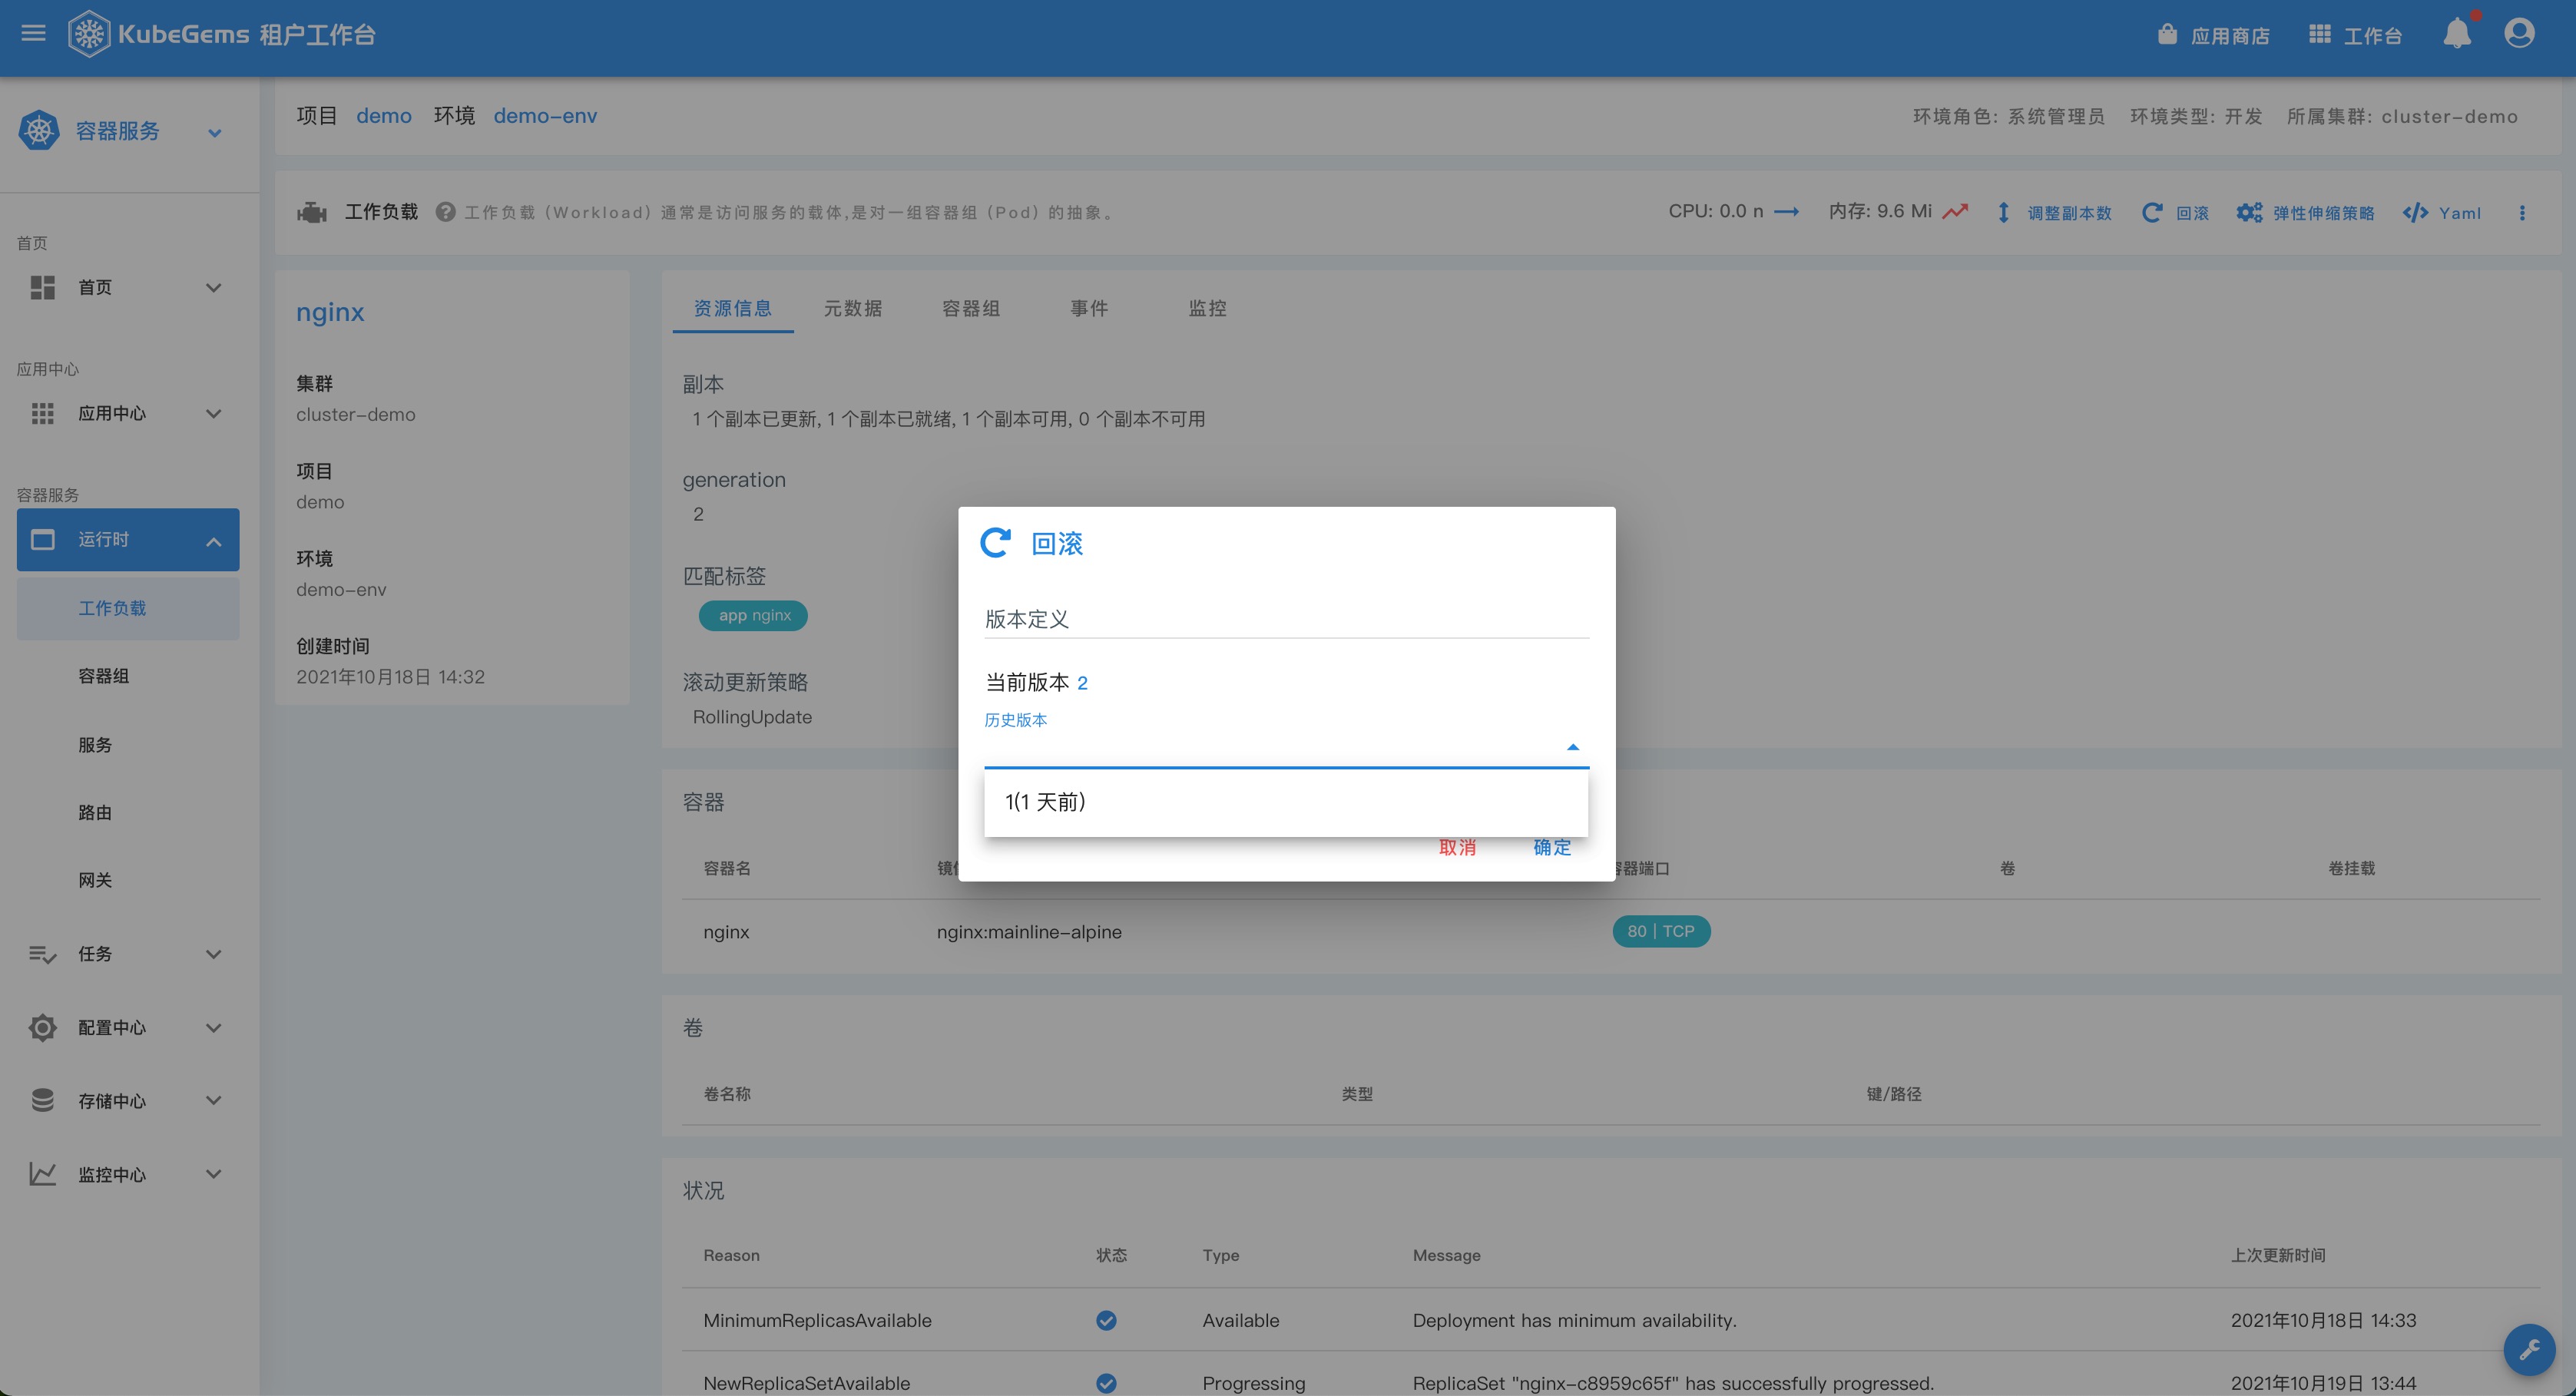 KubeGems 租户工作台
应用商店
工作台
容器服务
项目 demo 环境 demo-env
环境角色: 系统管理员 环境类型: 开发 所属集群: cluster-demo
工作负载 工作负载 (Workload) 通常是访问服务的载体,是对一组容器组 (Pod) 的抽象。
CPU: 0.0 n 内存: 9.6 Mi 调整副本数 回滚 弹性伸缩策略 Yaml
首页
首页
应用中心
应用中心
容器服务
运行时
工作负载
容器组
服务
路由
网关
任务
配置中心
存储中心
监控中心
nginx
集群
cluster-demo
项目
demo
环境
demo-env
创建时间
2021年10月18日 14:32
资源信息 元数据 容器组 事件 监控
副本
1 个副本已更新, 1 个副本已就绪, 1 个副本可用, 0 个副本不可用
generation
2
匹配标签
app nginx
滚动更新策略
RollingUpdate
回滚
版本定义
当前版本 2
历史版本
1(1 天前)
取消 确定
容器
容器名 卷 卷挂载
nginx nginx:mainline-alpine 80 | TCP
卷
卷名称 类型 键/路径
状况
Reason 状态 Type Message 上次更新时间
MinimumReplicasAvailable Available Deployment has minimum availability. 2021年10月18日 14:33
NewReplicaSetAvailable Progressing ReplicaSet "nginx-c8959c65f" has successfully progressed. 2021年10月19日 13:44